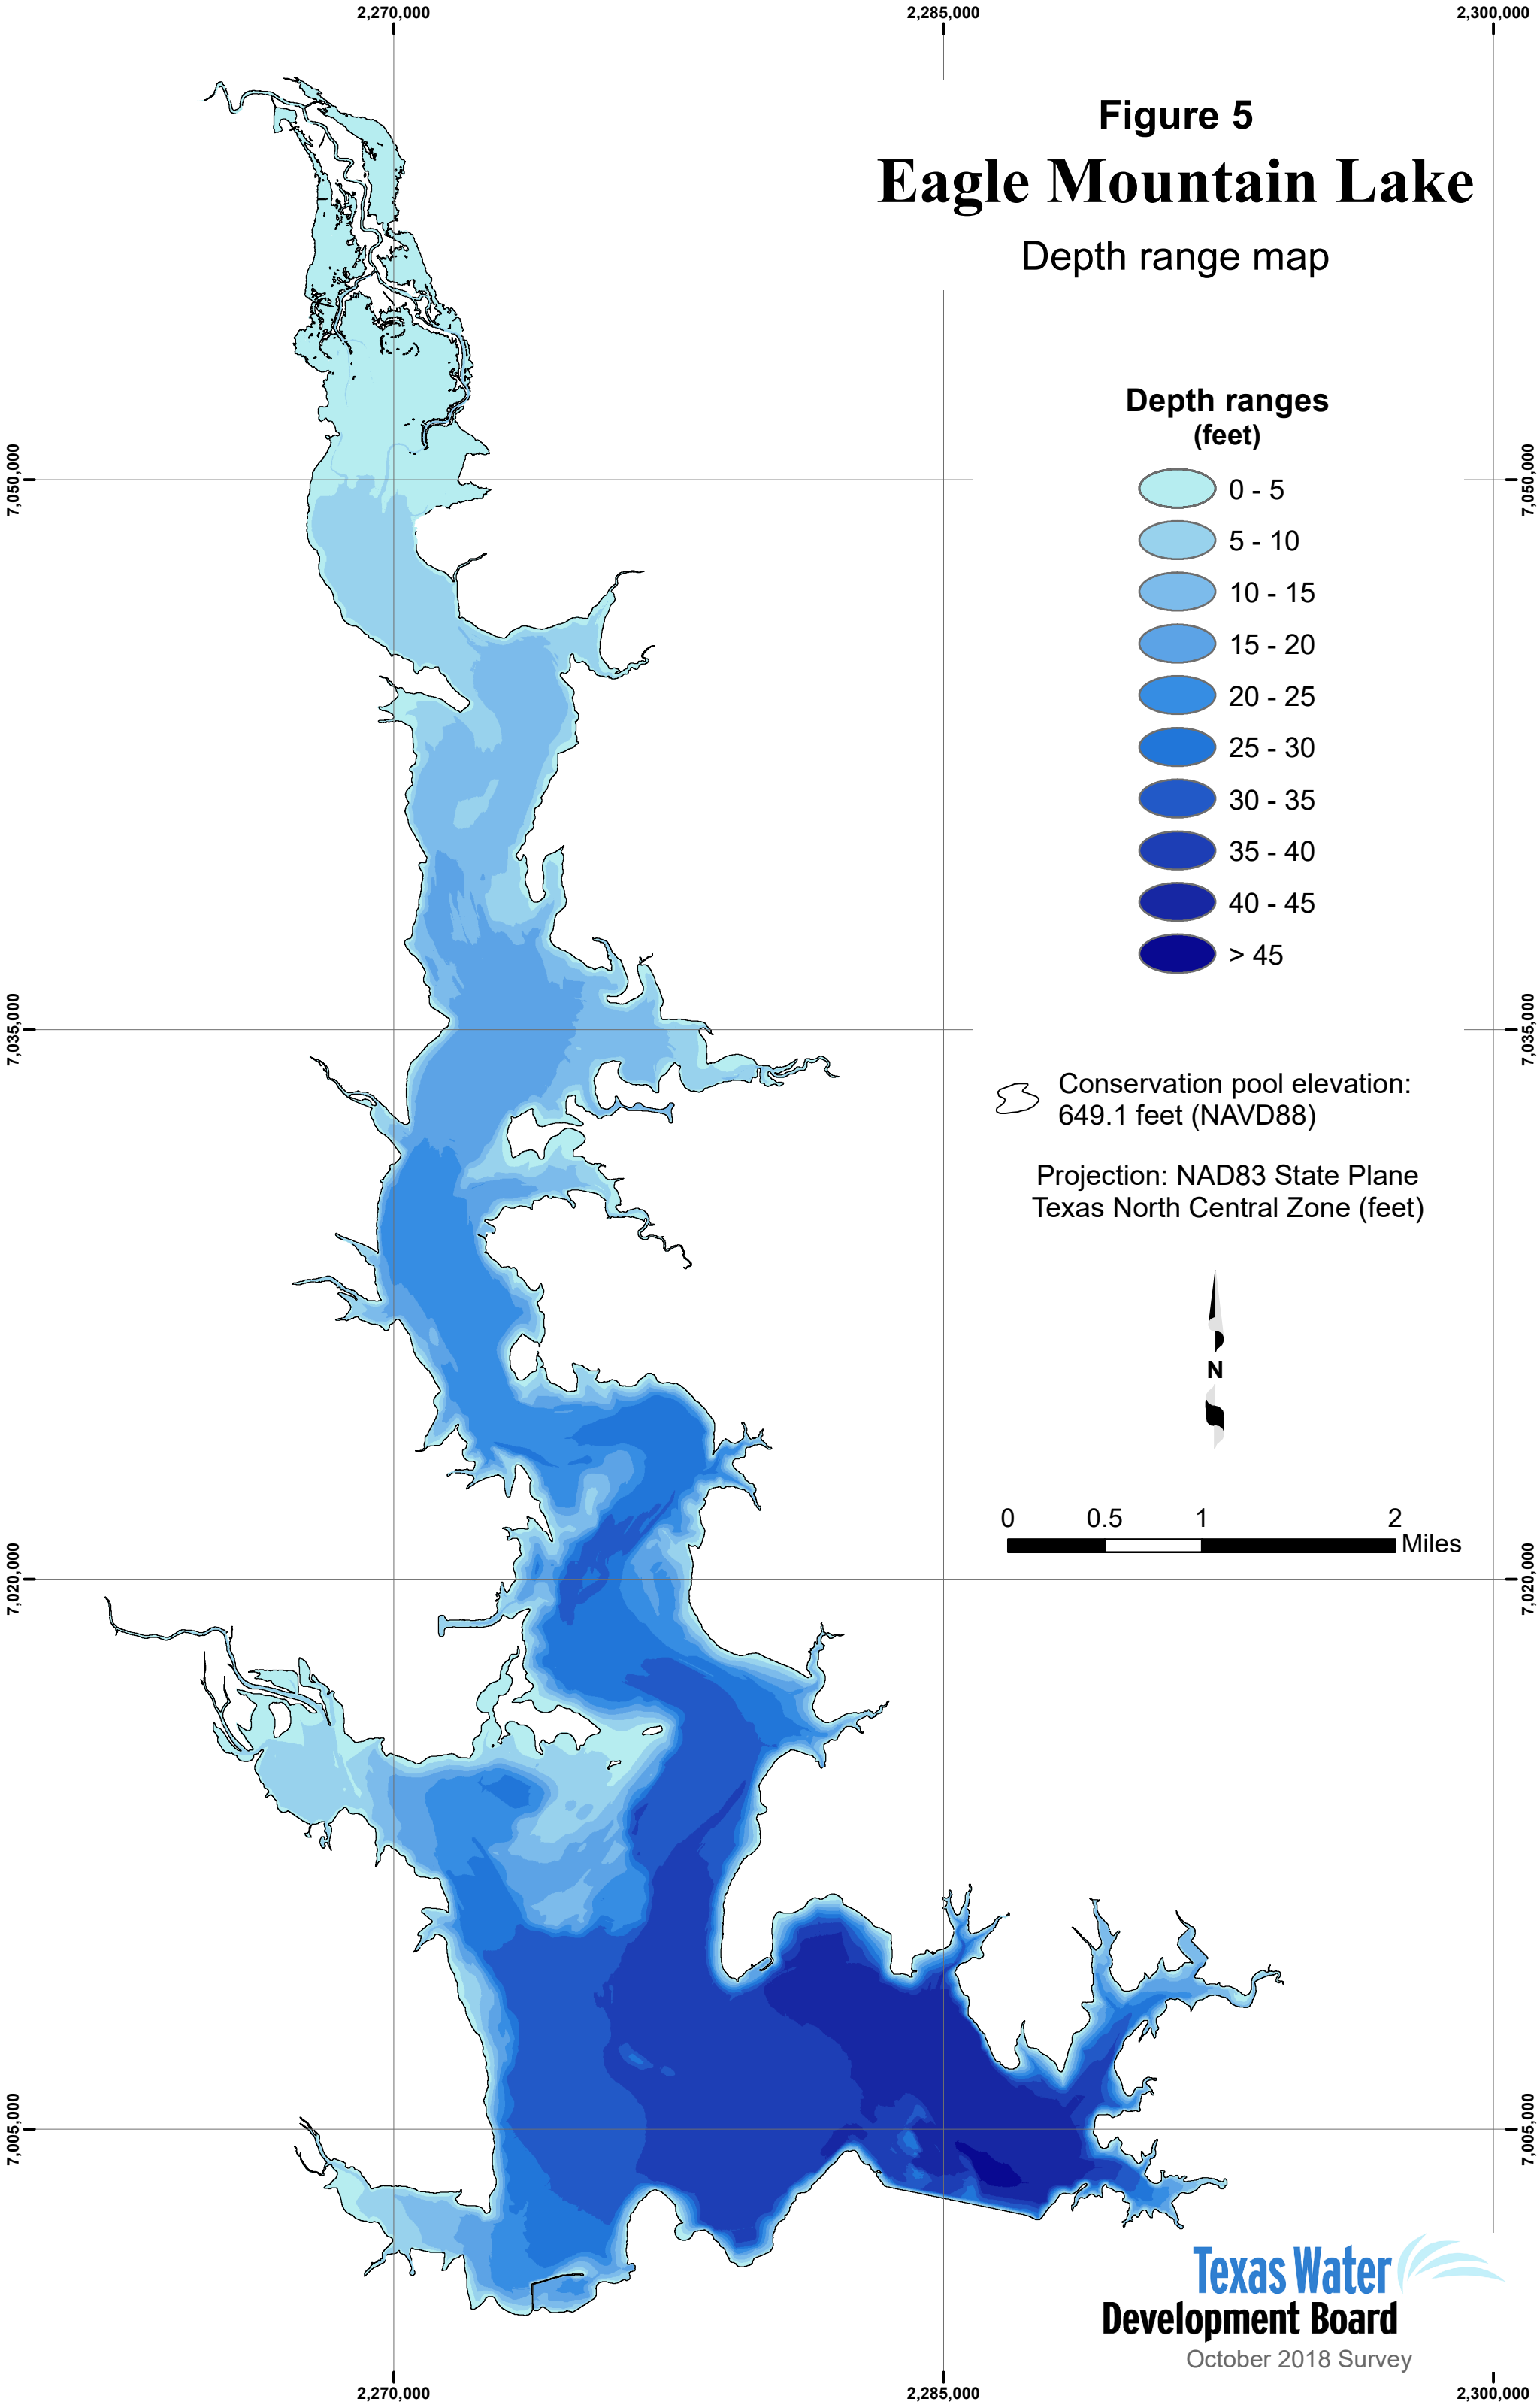 2,270,000
2,285,000
2,300,000
Figure 5
Eagle Mountain Lake
Depth range map
Depth ranges
(feet)
0 - 5
5 - 10
10 - 15
15 - 20
20 - 25
25 - 30
30 - 35
35 - 40
40 - 45
> 45
7,050,000
7,050,000
7,035,000
7,035,000
Conservation pool elevation:
649.1 feet (NAVD88)
Projection: NAD83 State Plane
Texas North Central Zone (feet)
N
0 0.5 1 2
Miles
7,020,000
7,020,000
7,005,000
7,005,000
Texas Water
Development Board
October 2018 Survey
2,270,000
2,285,000
2,300,000